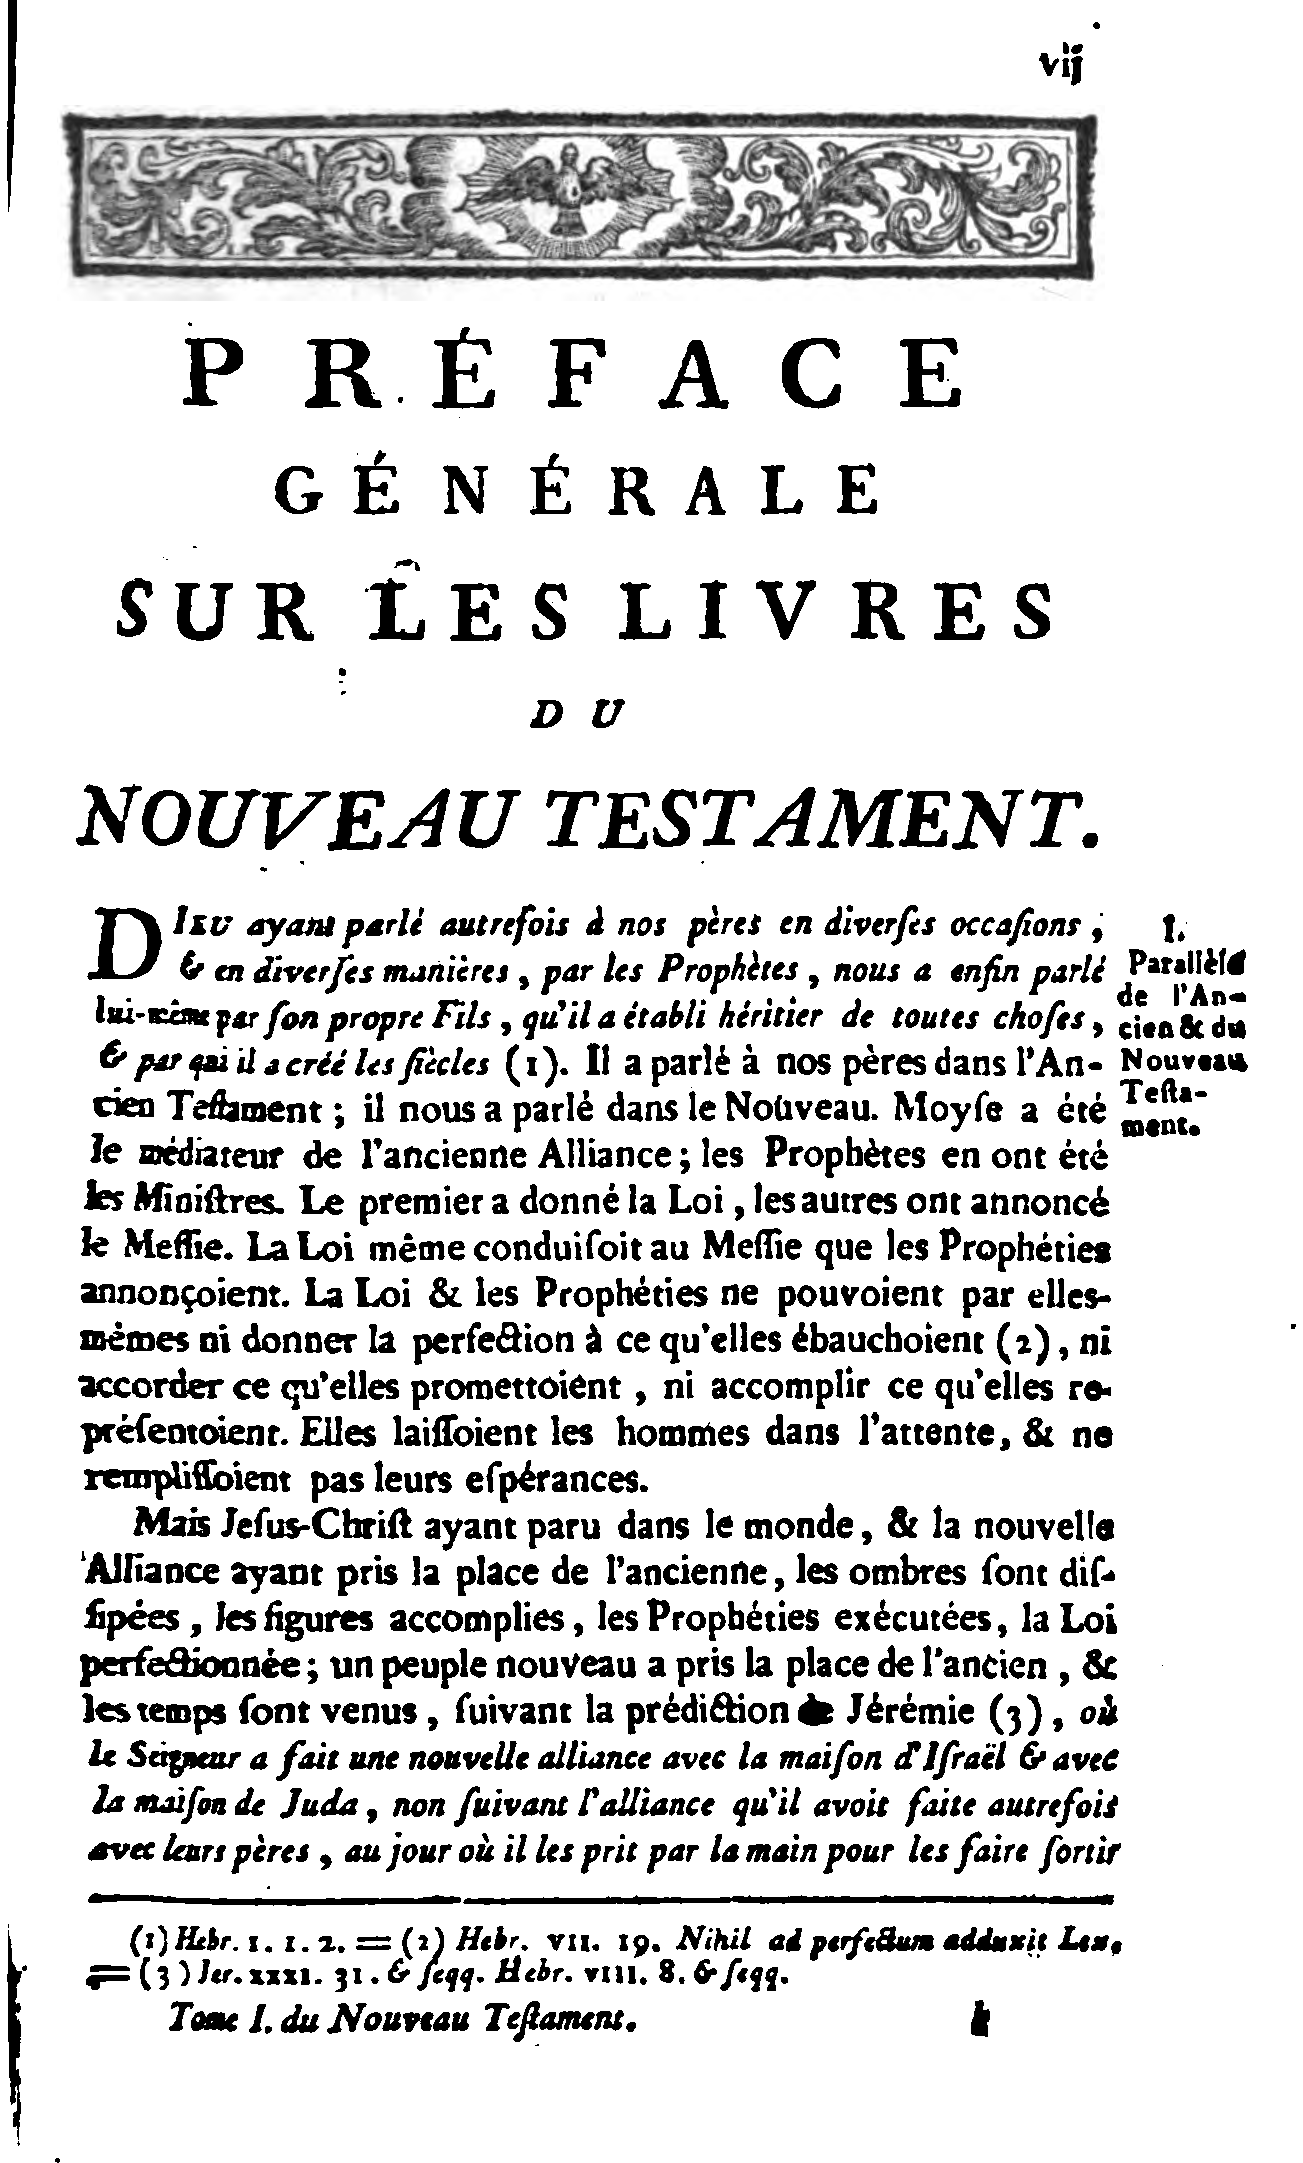 vij
PRÉFACE
GÉNÉRALE
SUR LES LIVRES
DU
NOUVEAU TESTAMENT.
DIEU ayant parlé autrefois à nos pères en diverſes occaſions,
& en diverſes manières, par les Prophètes, nous a enfin parlé
lui-même par ſon propre Fils, qu'il a établi héritier de toutes choſes,
& par qui il a créé les ſiècles (1). Il a parlé à nos pères dans l'An-
cien Teſtament; il nous a parlé dans le Nouveau. Moyſe a été
le médiateur de l'ancienne Alliance; les Prophètes en ont été
les Miniſtres. Le premier a donné la Loi, les autres ont annoncé
le Meſſie. La Loi même conduiſoit au Meſſie que les Prophéties
annonçoient. La Loi & les Prophéties ne pouvoient par elles-
mêmes ni donner la perfection à ce qu'elles ébauchoient (2), ni
accorder ce qu'elles promettoient, ni accomplir ce qu'elles re-
préſentoient. Elles laiſſoient les hommes dans l'attente, & ne
rempliſſoient pas leurs eſpérances.
I.
Parallèle
de l'An-
cien & du
Nouveau
Teſta-
ment.
Mais Jeſus-Chriſt ayant paru dans le monde, & la nouvelle
Alliance ayant pris la place de l'ancienne, les ombres ſont diſ-
ſipées, les figures accomplies, les Prophéties exécutées, la Loi
perfectionnée; un peuple nouveau a pris la place de l'ancien, &
les temps ſont venus, ſuivant la prédiction de Jérémie (3), où
le Seigneur a fait une nouvelle alliance avec la maiſon d'Iſraël & avec
la maiſon de Juda, non ſuivant l'alliance qu'il avoit faite autrefois
avec leurs pères, au jour où il les prit par la main pour les faire ſortir
(1) Hebr. I. 1. 2. = (2) Hebr. VII. 19. Nihil ad perfectum adduxit Lex.
= (3) Jer. XXXI. 31. & ſeqq. Hebr. VIII. 8. & ſeqq.
Tome I. du Nouveau Teſtament.